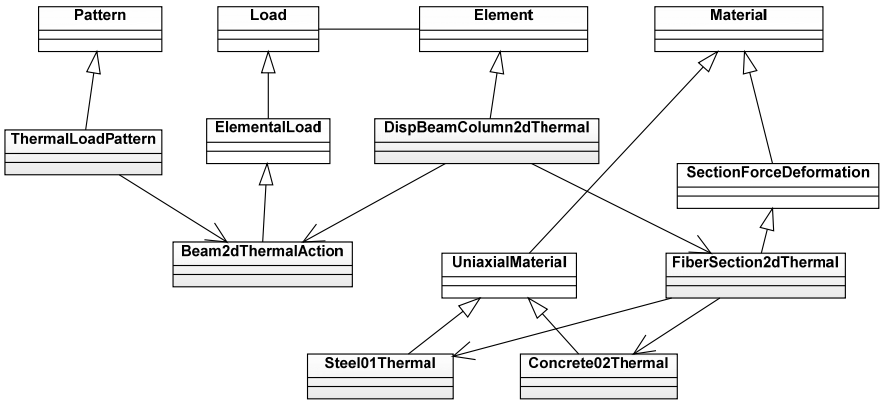 Pattern
Load
Element
Material
ThermalLoadPattern
ElementalLoad
DispBeamColumn2dThermal
SectionForceDeformation
Beam2dThermalAction
UniaxialMaterial
FiberSection2dThermal
Steel01Thermal
Concrete02Thermal